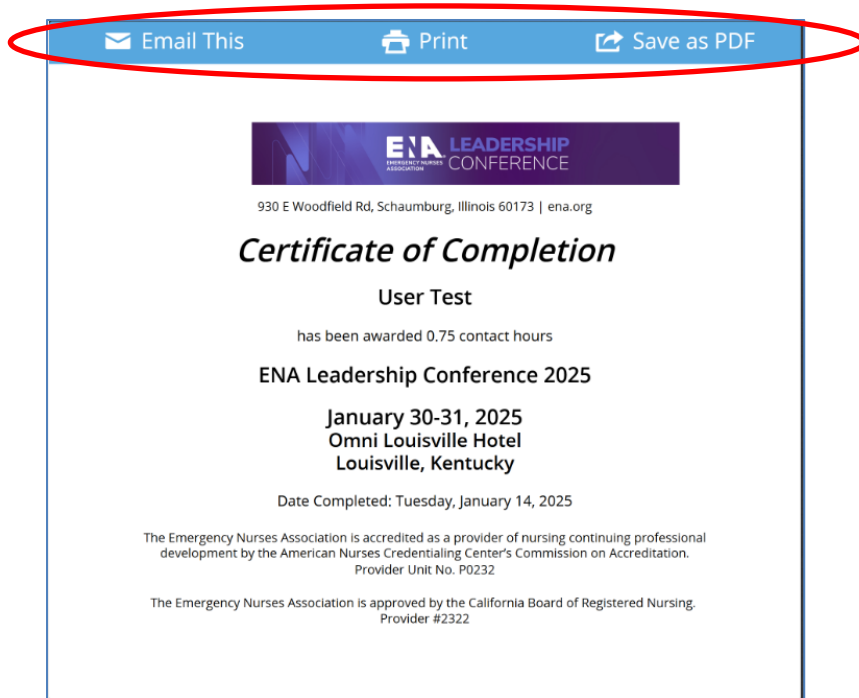 Email This Print Save as PDF
ENA LEADERSHIP
EMERGENCY NURSES ASSOCIATION CONFERENCE
930 E Woodfield Rd, Schaumburg, Illinois 60173 | ena.org
Certificate of Completion
User Test
has been awarded 0.75 contact hours
ENA Leadership Conference 2025
January 30-31, 2025
Omni Louisville Hotel
Louisville, Kentucky
Date Completed: Tuesday, January 14, 2025
The Emergency Nurses Association is accredited as a provider of nursing continuing professional
development by the American Nurses Credentialing Center's Commission on Accreditation.
Provider Unit No. P0232
The Emergency Nurses Association is approved by the California Board of Registered Nursing.
Provider #2322